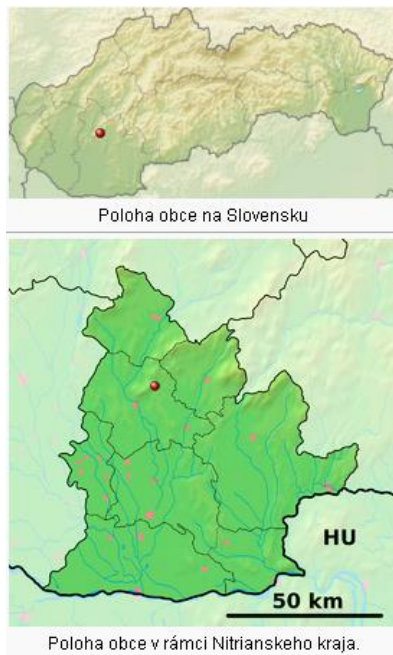 Poloha obce na Slovensku
HU
50 km
Poloha obce v rámci Nitrianskeho kraja.